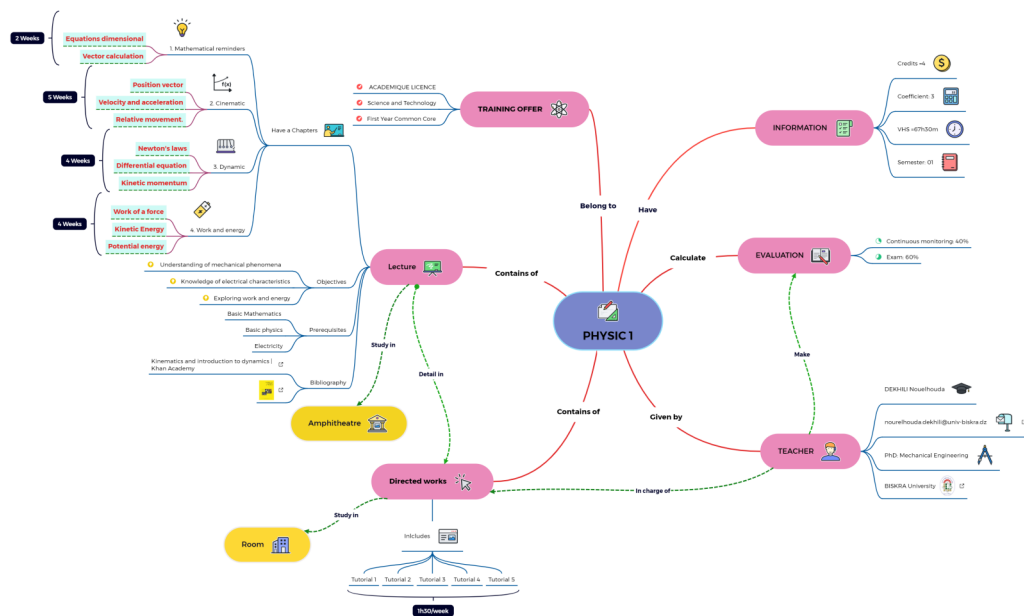 2 Weeks
Equations dimensional
Vector calculation
1. Mathematical reminders
5 Weeks
Position vector
Velocity and acceleration
Relative movement.
f(x)
2. Cinematic
4 Weeks
Newton's laws
Differential equation
Kinetic momentum
3. Dynamic
4 Weeks
Work of a force
Kinetic Energy
Potential energy
4. Work and energy
Have a Chapters
ACADEMIQUE LICENCE
Science and Technology
First Year Common Core
TRAINING OFFER
Belong to
Have
INFORMATION
Credits =4
Coefficient: 3
VHS =67h30m
Semester: 01
Calculate
EVALUATION
Continuous monitoring: 40%
Exam: 60%
Lecture
Contains of
Understanding of mechanical phenomena
Knowledge of electrical characteristics
Exploring work and energy
Objectives
Basic Mathematics
Basic physics
Electricity
Prerequisites
Kinematics and introduction to dynamics |
Khan Academy
Bibliography
PHYSIC 1
Study in
Detail in
Make
Amphitheatre
Contains of
Given by
DEKHILI Nouelhouda
nourelhouda.dekhili@univ-biskra.dz
TEACHER
PhD: Mechanical Engineering
BISKRA University
Directed works
In charge of
Study in
Room
Inlcludes
Tutorial 1
Tutorial 2
Tutorial 3
Tutorial 4
Tutorial 5
1h30/week